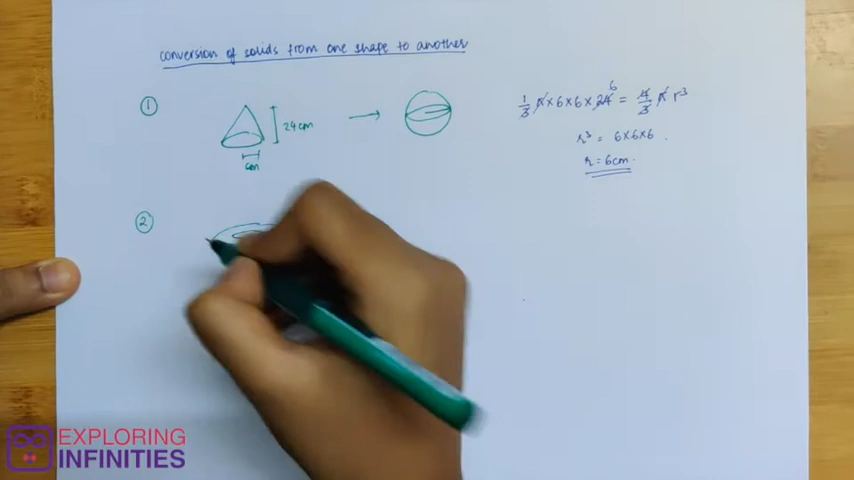 conversion of solids from one shape to another
①
24cm
cm
1/3 π×6×6×24 = 4/3 π r³
6
r³ = 6×6×6 .
r = 6cm.
②
EXPLORING
INFINITIES